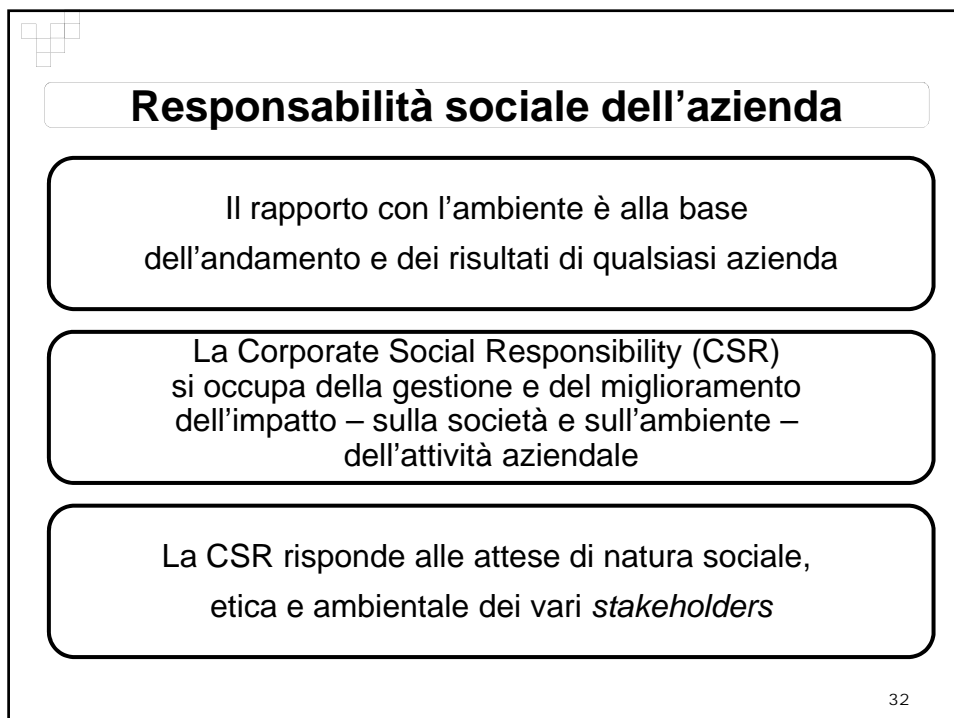 Responsabilità sociale dell’azienda
Il rapporto con l’ambiente è alla base
dell’andamento e dei risultati di qualsiasi azienda
La Corporate Social Responsibility (CSR)
si occupa della gestione e del miglioramento
dell’impatto – sulla società e sull’ambiente –
dell’attività aziendale
La CSR risponde alle attese di natura sociale,
etica e ambientale dei vari stakeholders
32